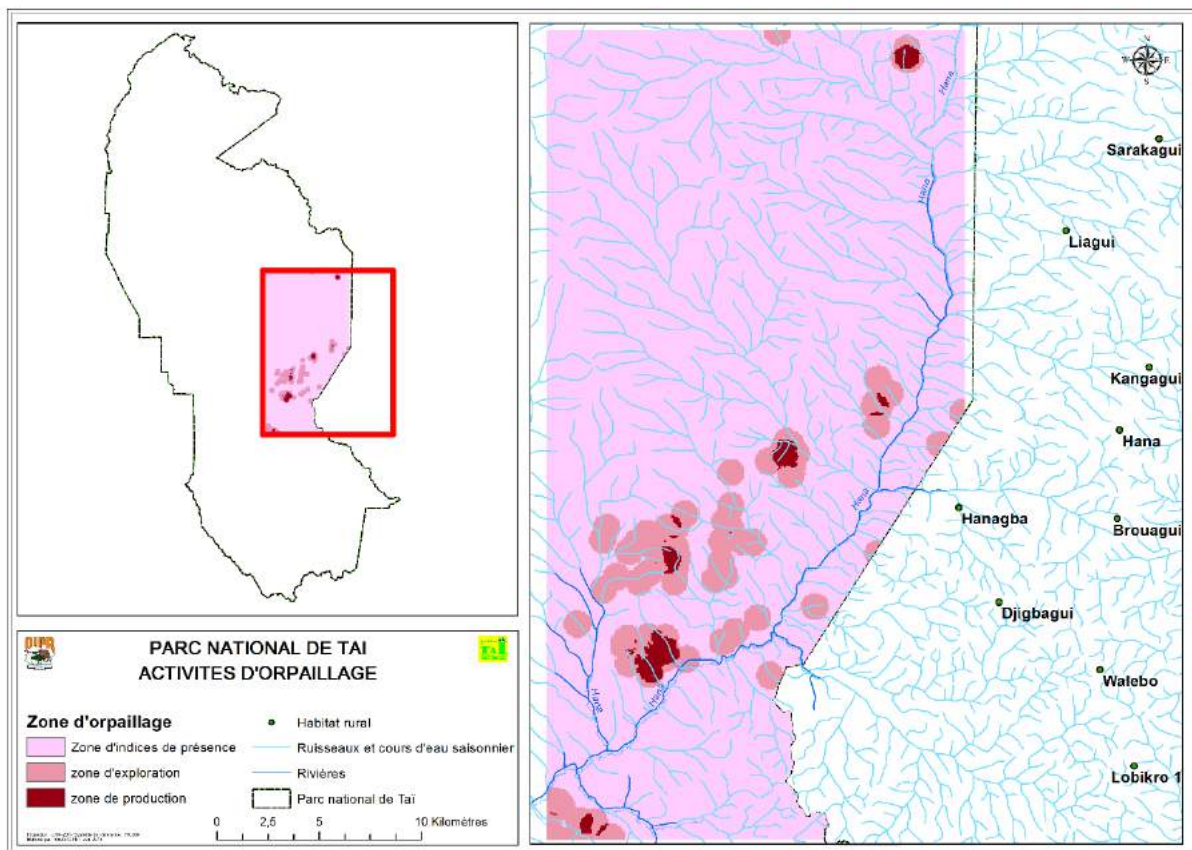 N
W
E
S
Hana
Sarakagui
Hana
Liagui
Kangagui
Hana
Hana
Hanagba
Brouagui
Djigbagui
Walebo
Hana
Lobikro 1
PARC NATIONAL DE TAI
ACTIVITES D'ORPAILLAGE
Zone d'orpaillage
Zone d'indices de présence
zone d'exploration
zone de production
Habitat rural
Ruisseaux et cours d'eau saisonnier
Rivières
Parc national de Taï
0 2,5 5 10 Kilomètres